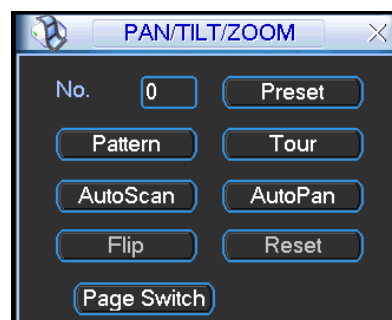 PAN/TILT/ZOOM
No. 0 Preset
Pattern Tour
AutoScan AutoPan
Flip Reset
Page Switch